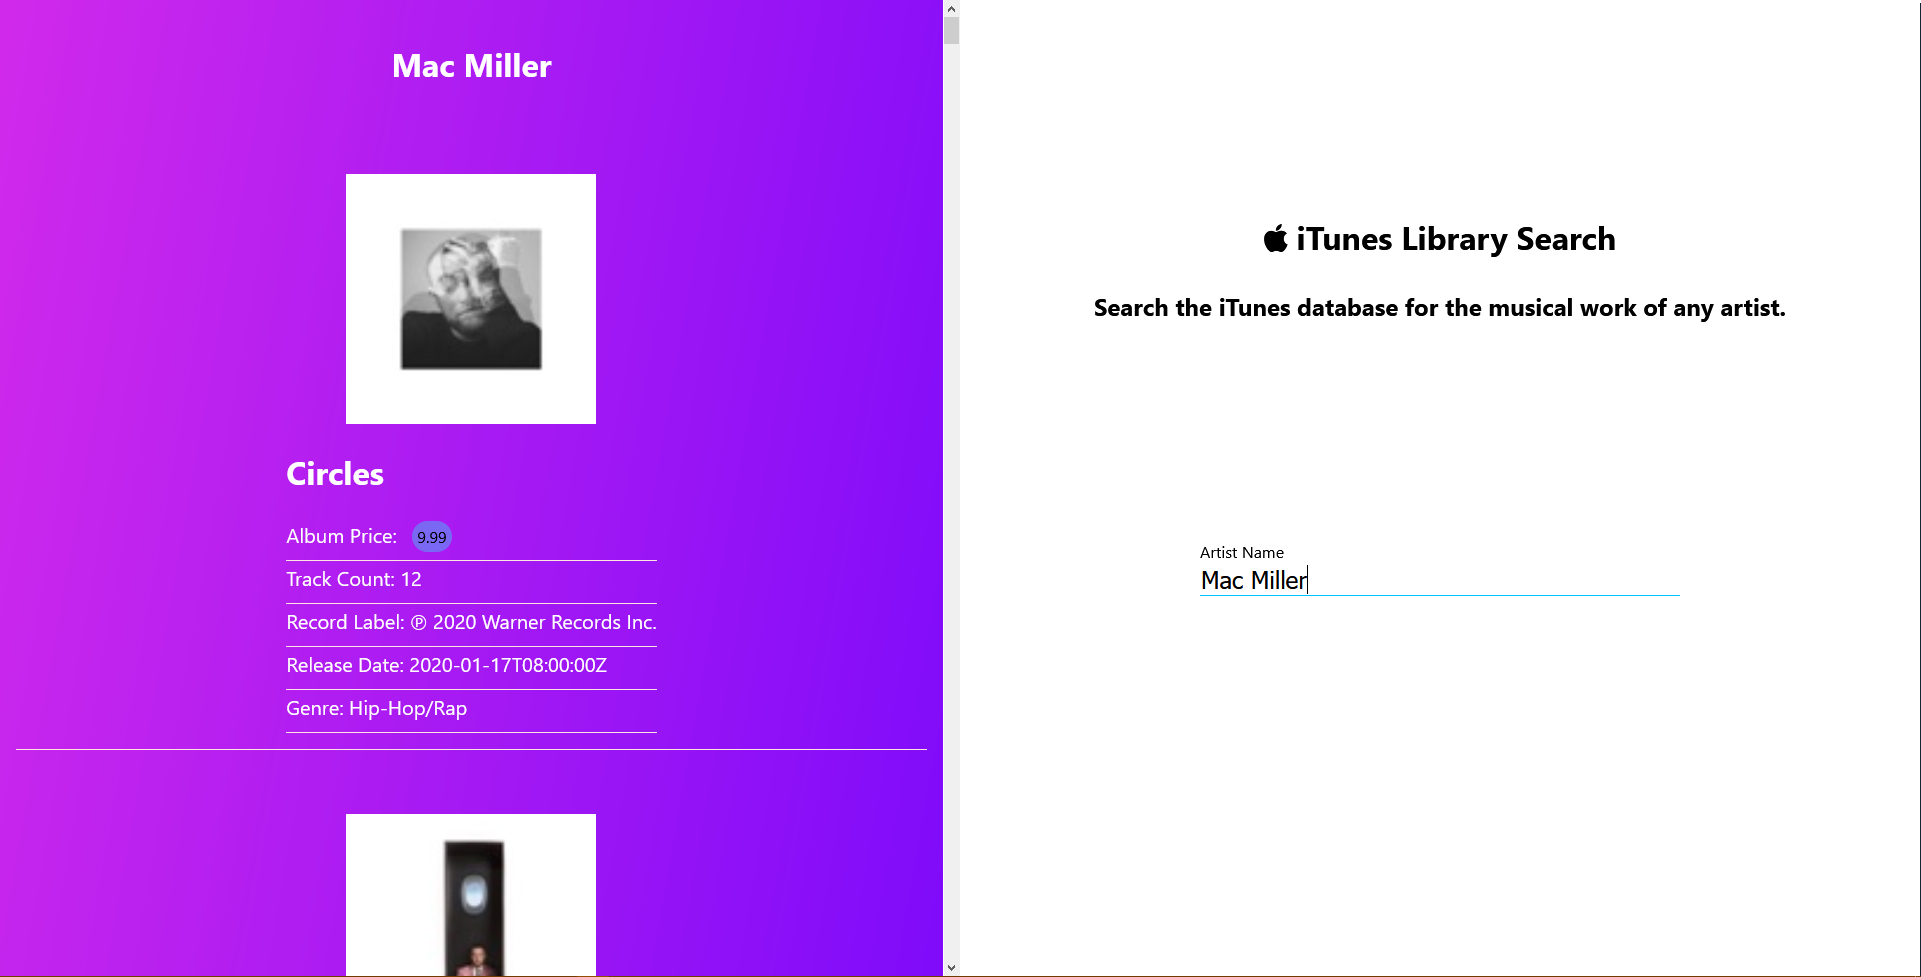 Mac Miller
Circles
Album Price: 9.99
Track Count: 12
Record Label: ℗ 2020 Warner Records Inc.
Release Date: 2020-01-17T08:00:00Z
Genre: Hip-Hop/Rap
iTunes Library Search
Search the iTunes database for the musical work of any artist.
Artist Name
Mac Miller